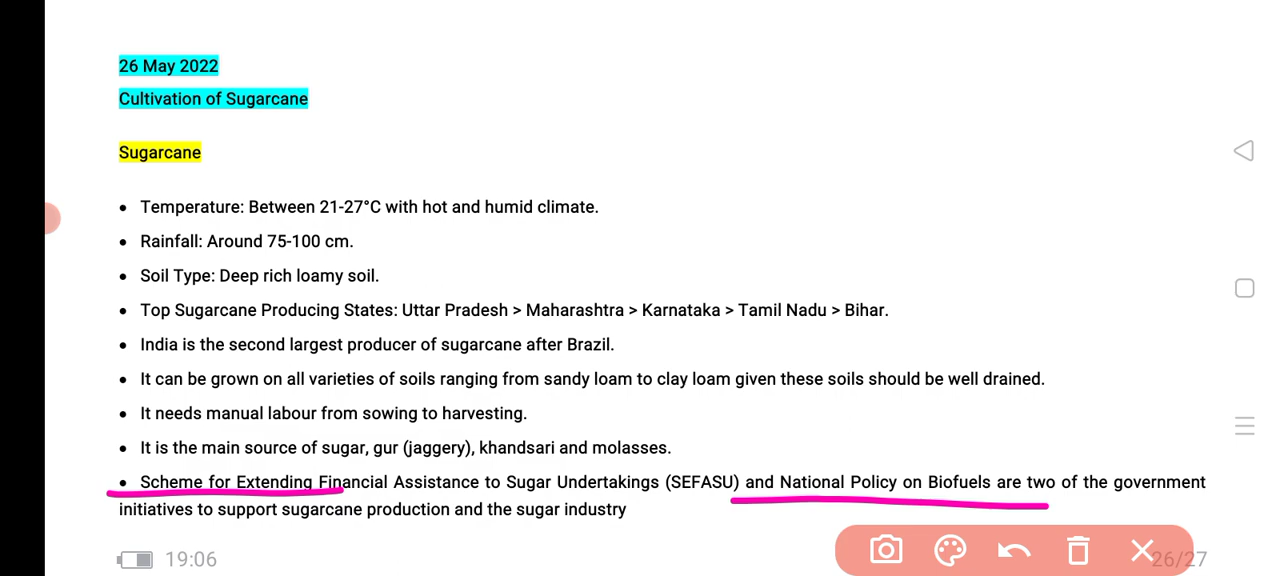 26 May 2022
Cultivation of Sugarcane
Sugarcane
• Temperature: Between 21-27°C with hot and humid climate.
• Rainfall: Around 75-100 cm.
• Soil Type: Deep rich loamy soil.
• Top Sugarcane Producing States: Uttar Pradesh > Maharashtra > Karnataka > Tamil Nadu > Bihar.
• India is the second largest producer of sugarcane after Brazil.
• It can be grown on all varieties of soils ranging from sandy loam to clay loam given these soils should be well drained.
• It needs manual labour from sowing to harvesting.
• It is the main source of sugar, gur (jaggery), khandsari and molasses.
• Scheme for Extending Financial Assistance to Sugar Undertakings (SEFASU) and National Policy on Biofuels are two of the government
initiatives to support sugarcane production and the sugar industry
19:06
26/27